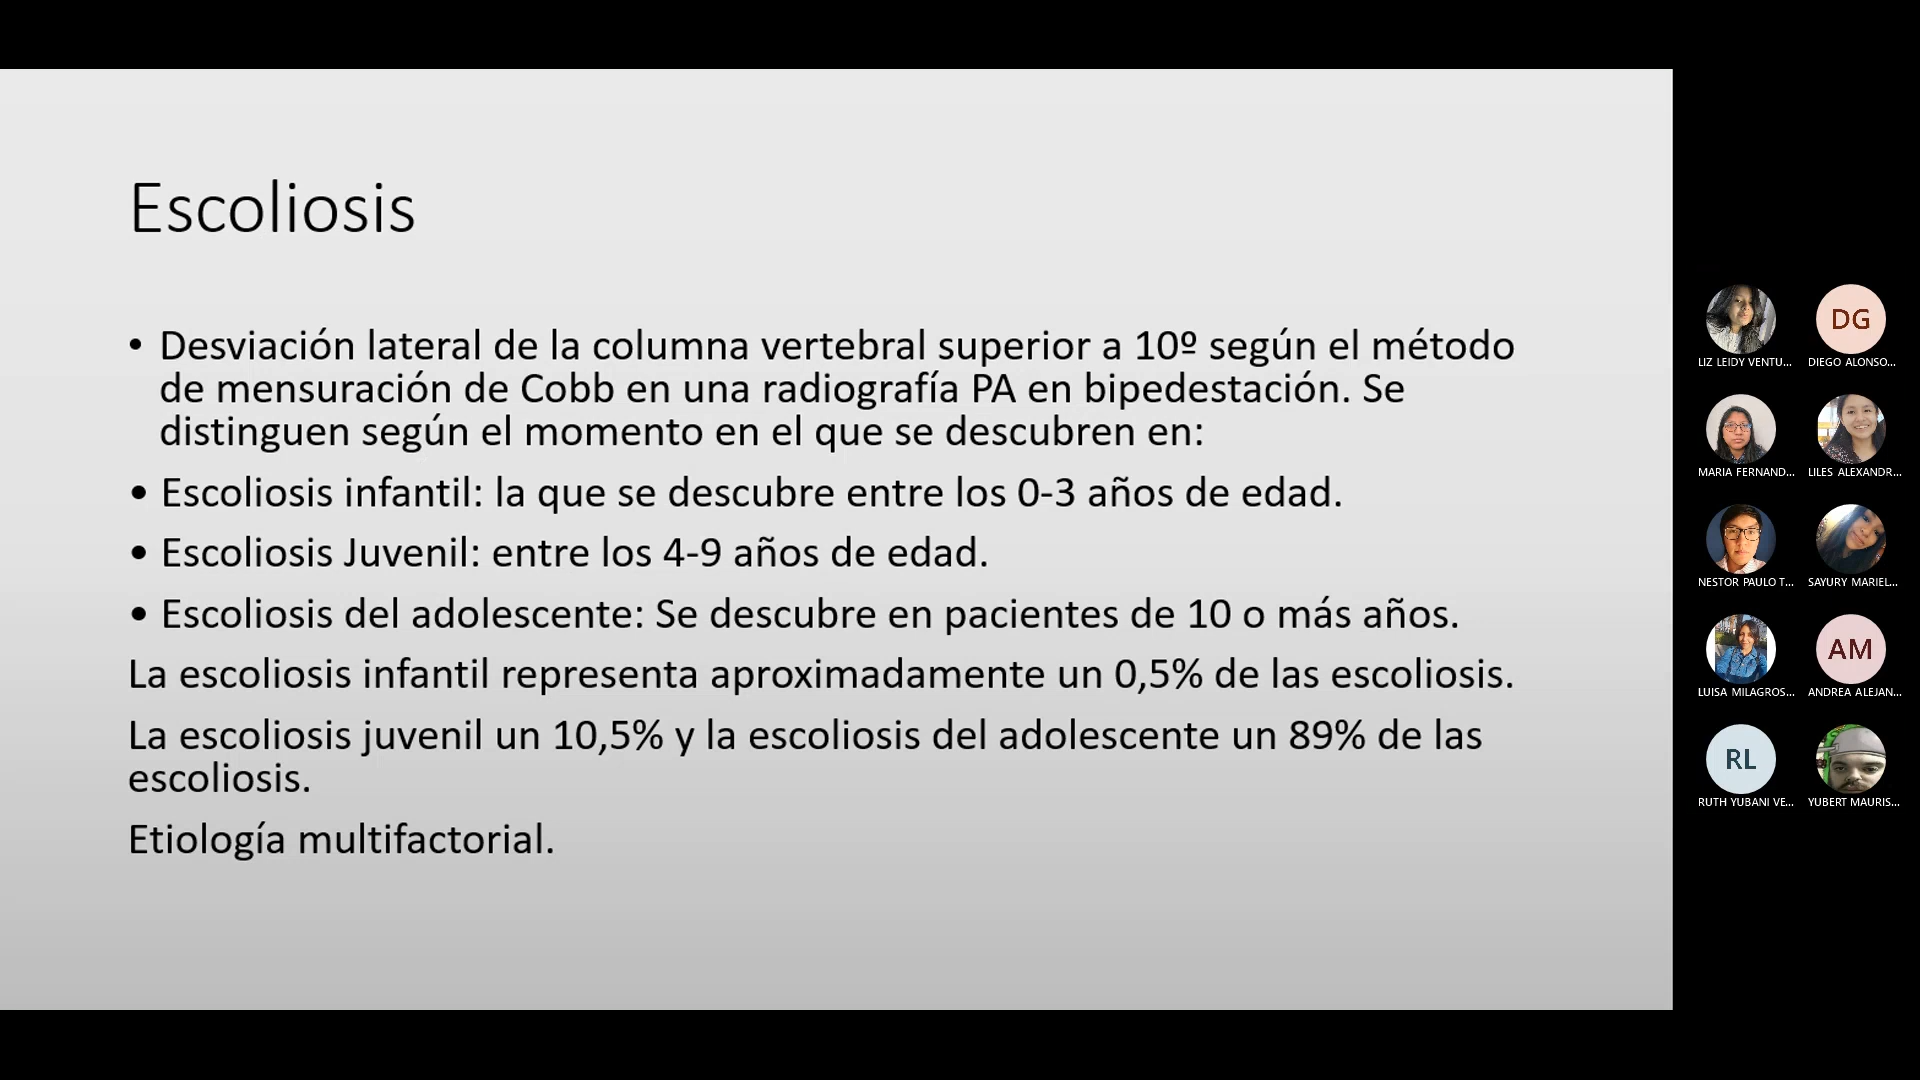 Escoliosis
• Desviación lateral de la columna vertebral superior a 10º según el método
de mensuración de Cobb en una radiografía PA en bipedestación. Se
distinguen según el momento en el que se descubren en:
• Escoliosis infantil: la que se descubre entre los 0-3 años de edad.
• Escoliosis Juvenil: entre los 4-9 años de edad.
• Escoliosis del adolescente: Se descubre en pacientes de 10 o más años.
La escoliosis infantil representa aproximadamente un 0,5% de las escoliosis.
La escoliosis juvenil un 10,5% y la escoliosis del adolescente un 89% de las
escoliosis.
Etiología multifactorial.
DG
LIZ LEIDY VENTU... DIEGO ALONSO...
MARIA FERNAND... LILES ALEXANDR...
NESTOR PAULO T... SAYURY MARIEL...
AM
LUISA MILAGROS... ANDREA ALEJAN...
RL
RUTH YUBANI VE... YUBERT MAURIS...